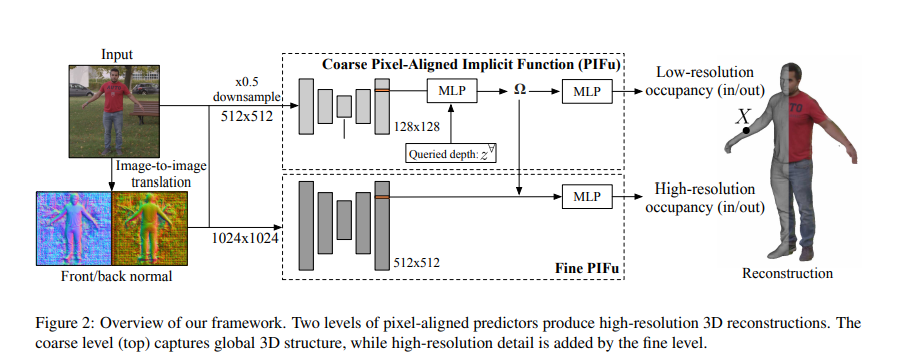 Input
Coarse Pixel-Aligned Implicit Function (PIFu)
x0.5
downsample
512x512
MLP
Ω
MLP
Low-resolution
occupancy (in/out)
128x128
Queried depth: z∀
X
Image-to-image
translation
1024x1024
MLP
High-resolution
occupancy (in/out)
512x512
Fine PIFu
Front/back normal
Reconstruction
Figure 2: Overview of our framework. Two levels of pixel-aligned predictors produce high-resolution 3D reconstructions. The
coarse level (top) captures global 3D structure, while high-resolution detail is added by the fine level.